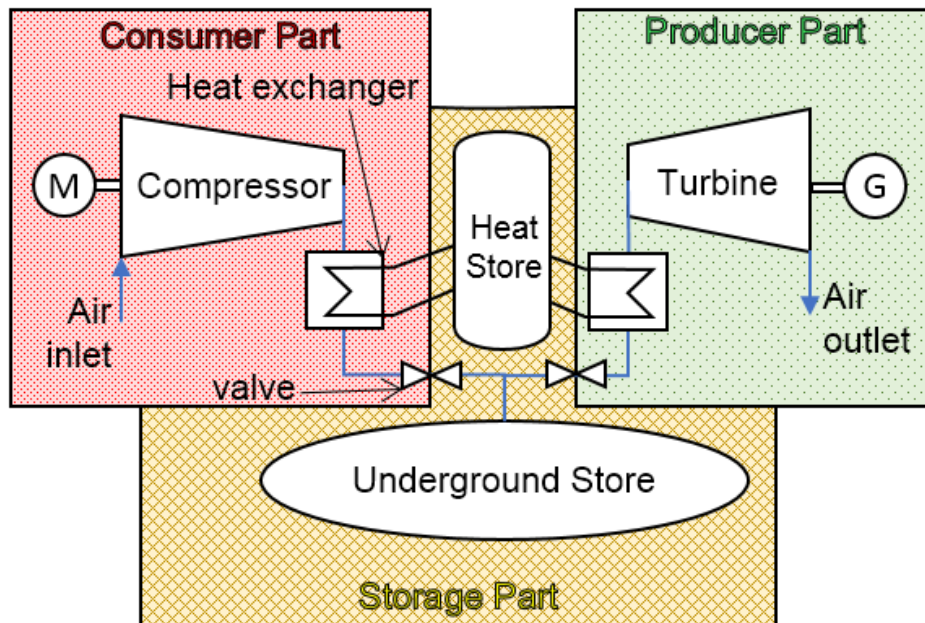 Consumer Part
Producer Part
Heat exchanger
M
Compressor
Heat
Store
Turbine
G
Air
inlet
Air
outlet
valve
Underground Store
Storage Part